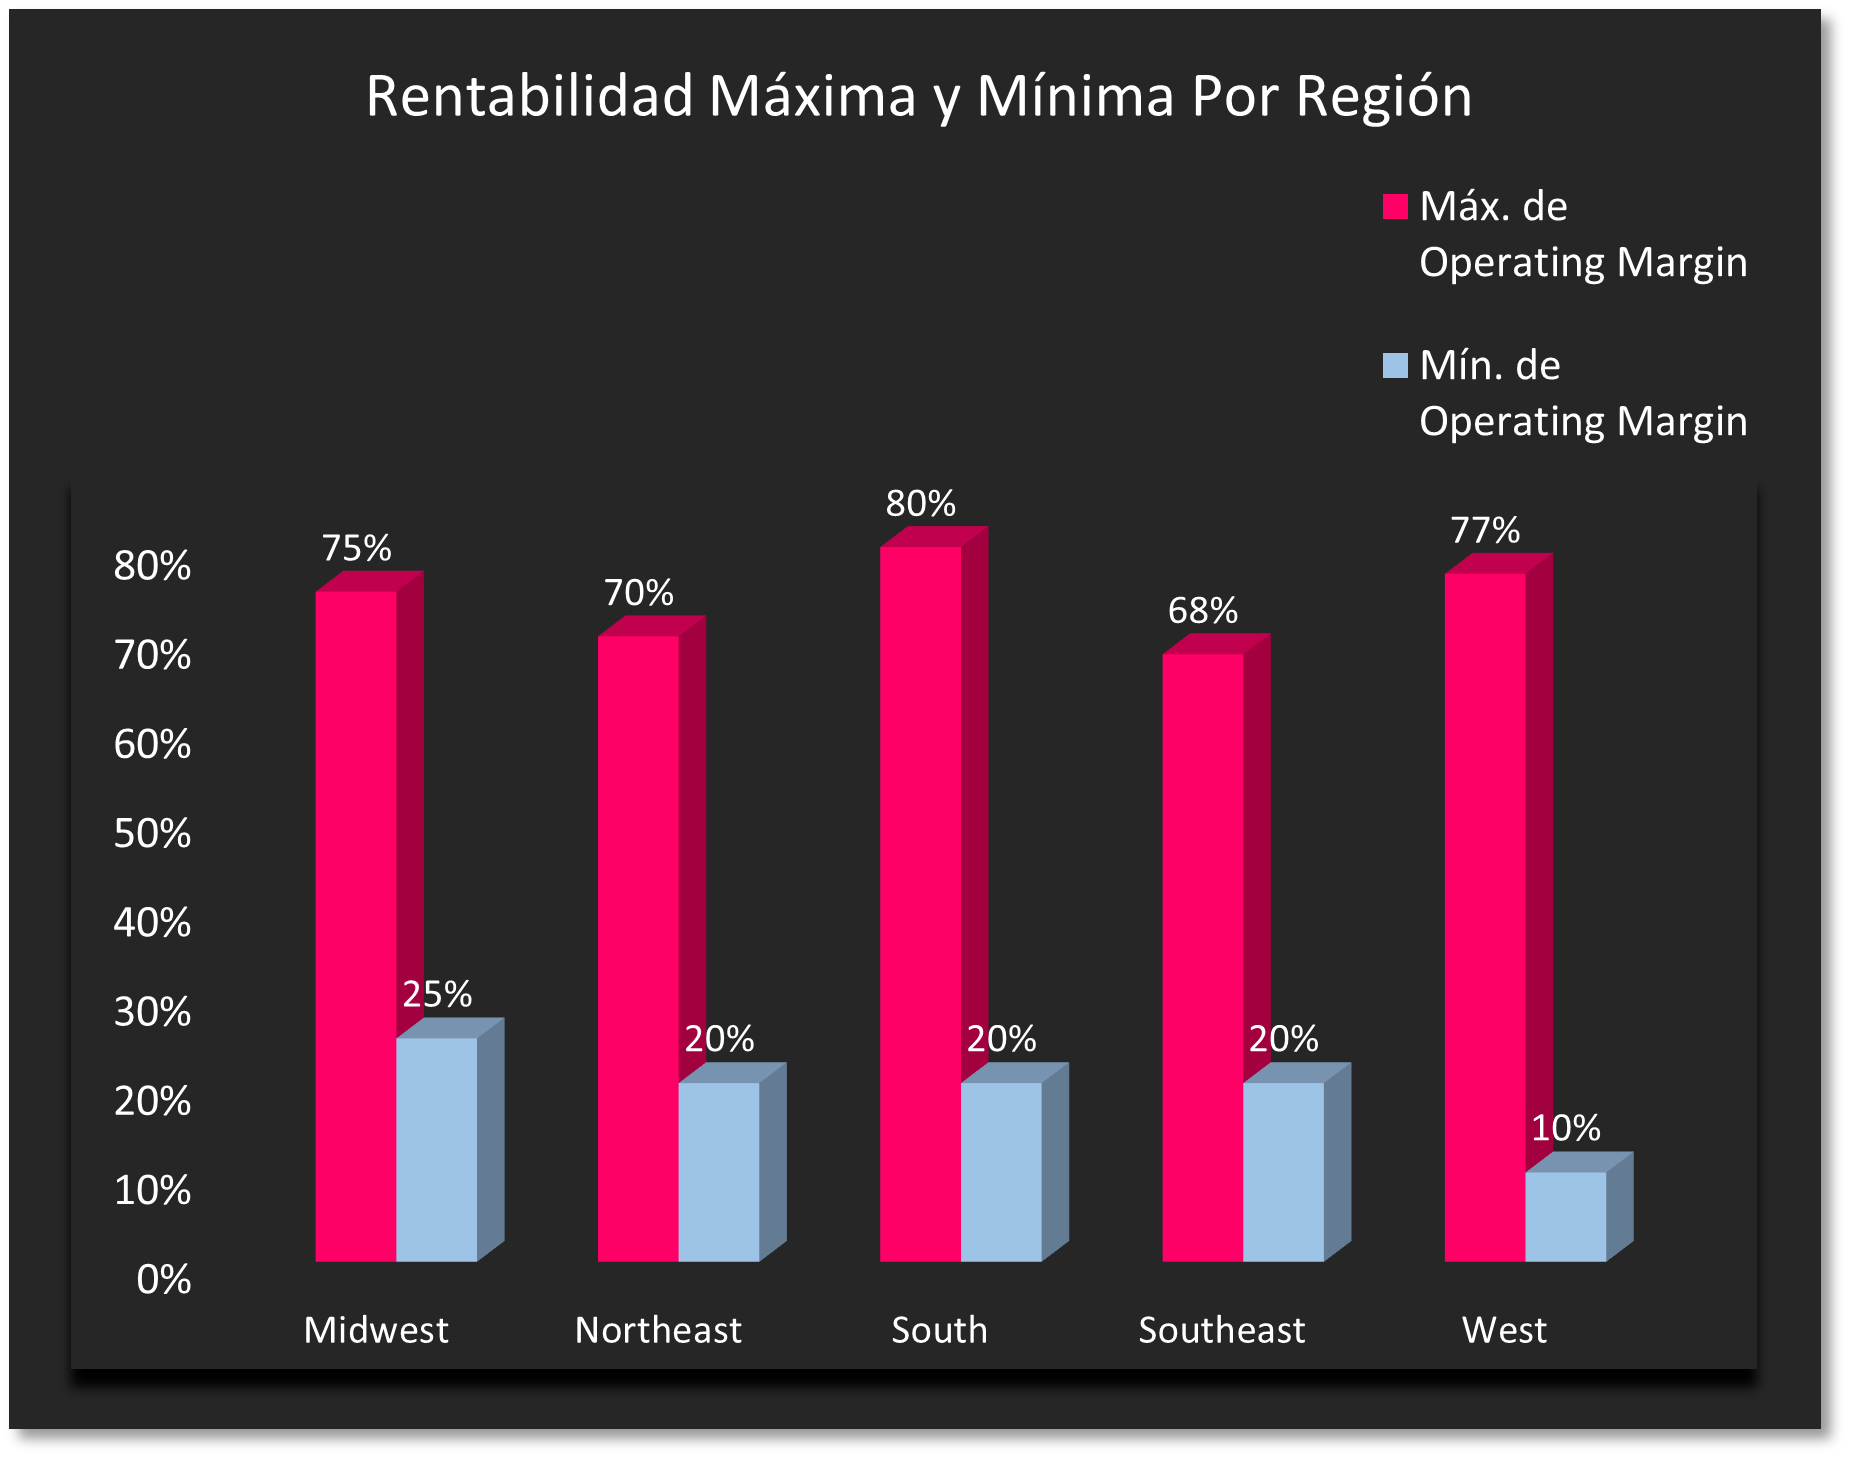 Rentabilidad Máxima y Mínima Por Región
Máx. de
Operating Margin
Mín. de
Operating Margin
80%
70%
60%
50%
40%
30%
20%
10%
0%
75%
70%
80%
68%
77%
25%
20%
20%
20%
10%
Midwest
Northeast
South
Southeast
West